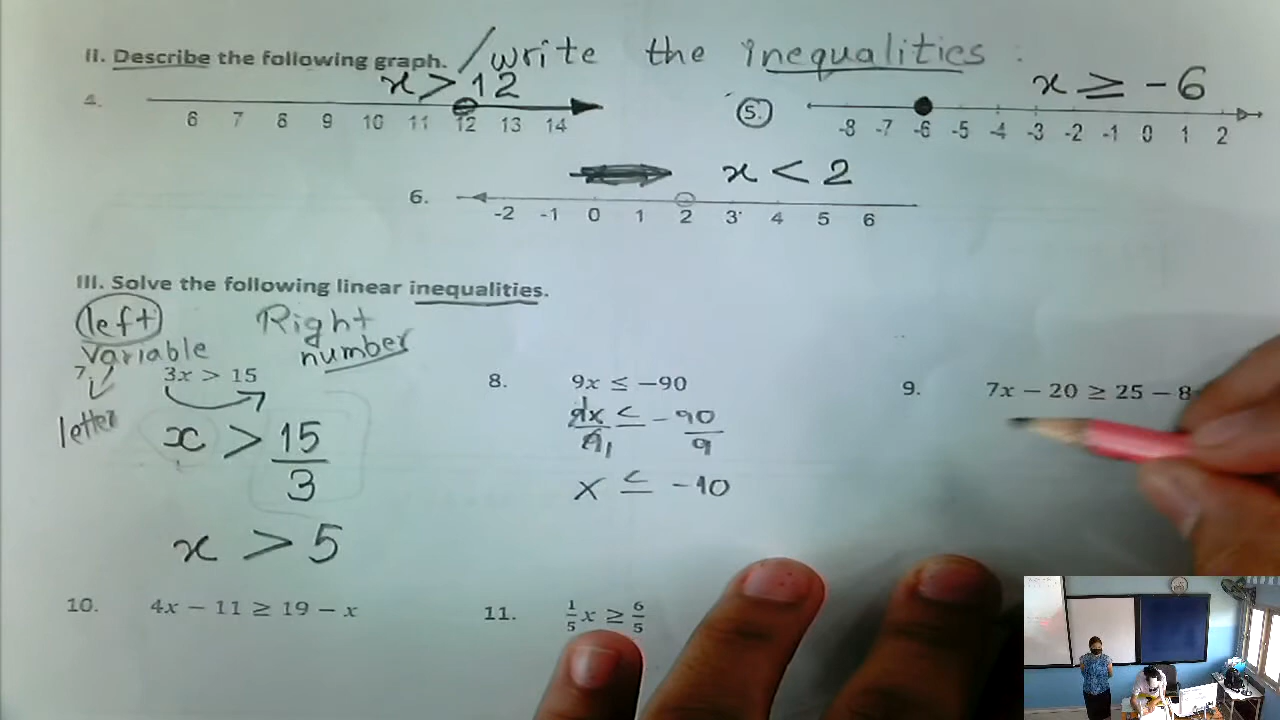 II. Describe the following graph. / write the inequalities.
4. x > 12
6 7 8 9 10 11 12 13 14
5. x ≥ -6
-8 -7 -6 -5 -4 -3 -2 -1 0 1 2
x < 2
6. -2 -1 0 1 2 3 4 5 6
III. Solve the following linear inequalities.
left Right
variable number
letter
7. 3x > 15
x > 15/3
x > 5
8. 9x ≤ −90
9x/9 ≤ -90/9
x ≤ -10
9. 7x − 20 ≥ 25 − 8
10. 4x − 11 ≥ 19 − x
11. 1/5 x ≥ 6/5